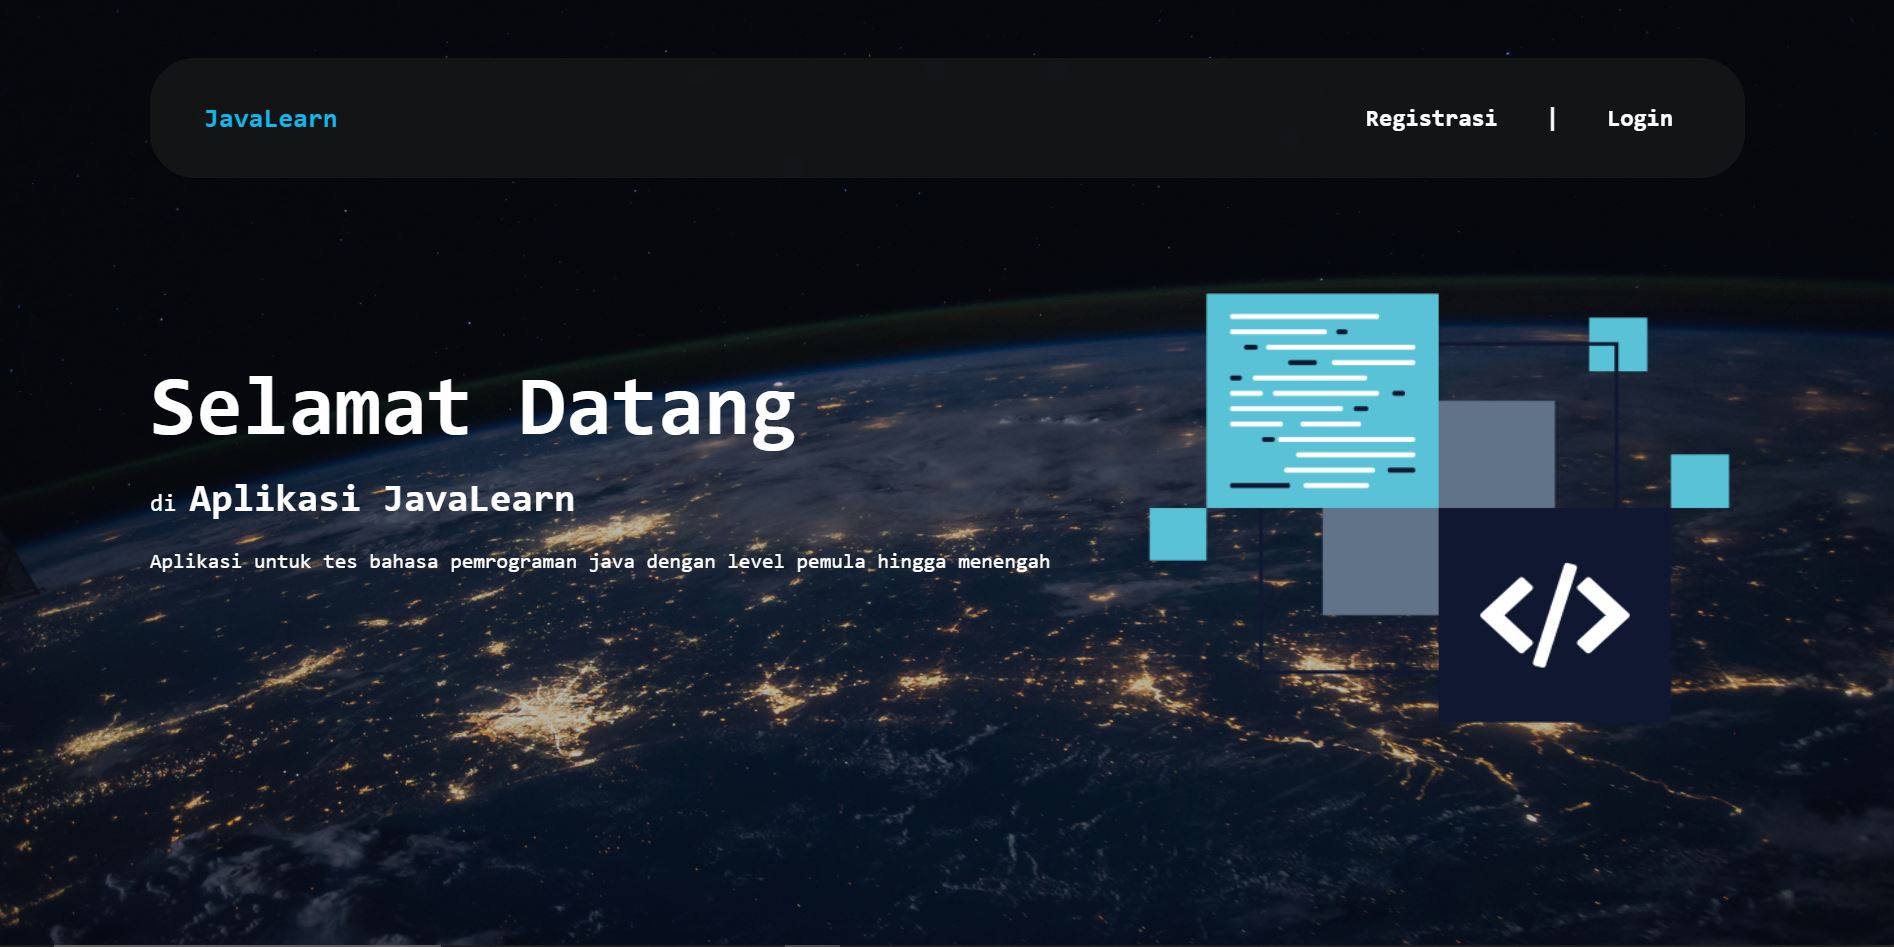 JavaLearn
Registrasi | Login
Selamat Datang
di Aplikasi JavaLearn
Aplikasi untuk tes bahasa pemrograman java dengan level pemula hingga menengah
</>